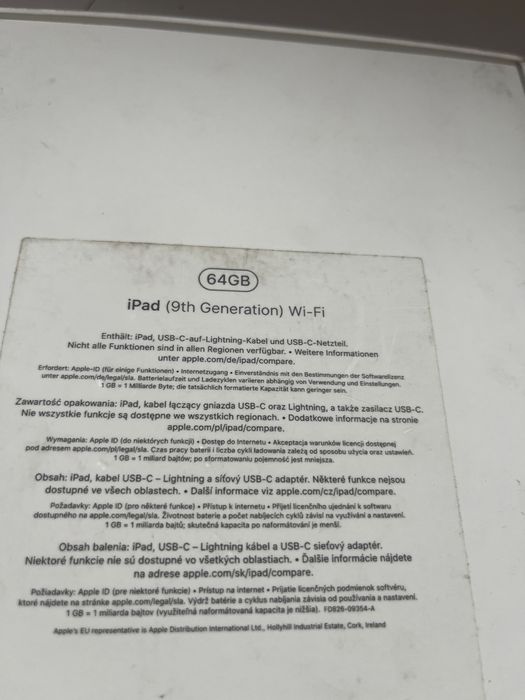 64GB
iPad (9th Generation) Wi-Fi
Enthält: iPad, USB-C-auf-Lightning-Kabel und USB-C-Netzteil.
Nicht alle Funktionen sind in allen Regionen verfügbar. • Weitere Informationen
unter apple.com/de/ipad/compare.
Erfordert: Apple-ID (für einige Funktionen) • Internetzugang • Einverständnis mit den Bestimmungen der Softwarelizenz
unter apple.com/de/legal/sla. Batterielaufzeit und Ladezyklen variieren abhängig von Verwendung und Einstellungen.
1 GB = 1 Milliarde Byte; die tatsächlich formatierte Kapazität kann geringer sein.
Zawartość opakowania: iPad, kabel łączący gniazda USB-C oraz Lightning, a także zasilacz USB-C.
Nie wszystkie funkcje są dostępne we wszystkich regionach. • Dodatkowe informacje na stronie
apple.com/pl/ipad/compare.
Wymagania: Apple ID (do niektórych funkcji) • Dostęp do Internetu • Akceptacja warunków licencji dostępnej
pod adresem apple.com/pl/legal/sla. Czas pracy baterii i liczba cykli ładowania zależą od sposobu użycia oraz ustawień.
1 GB = 1 miliard bajtów; po sformatowaniu pojemność jest mniejsza.
Obsah: iPad, kabel USB-C – Lightning a síťový USB-C adaptér. Některé funkce nejsou
dostupné ve všech oblastech. • Další informace viz apple.com/cz/ipad/compare.
Požadavky: Apple ID (pro některé funkce) • Přístup k internetu • Přijetí licenčního ujednání k softwaru
dostupného na apple.com/legal/sla. Životnost baterie a počet nabíjecích cyklů závisí na využívání a nastavení.
1 GB = 1 miliarda bajtů; skutečná kapacita po naformátování je menší.
Obsah balenia: iPad, USB-C – Lightning kábel a USB-C sieťový adaptér.
Niektoré funkcie nie sú dostupné vo všetkých oblastiach. • Ďalšie informácie nájdete
na adrese apple.com/sk/ipad/compare.
Požiadavky: Apple ID (pre niektoré funkcie) • Prístup na internet • Prijatie licenčných podmienok softvéru,
ktoré nájdete na stránke apple.com/legal/sla. Výdrž batérie a cyklus nabíjania závisia od používania a nastavení.
1 GB = 1 miliarda bajtov (využiteľná naformátovaná kapacita je nižšia). FD826-09354-A
Apple's EU representative is Apple Distribution International Ltd., Hollyhill Industrial Estate, Cork, Ireland